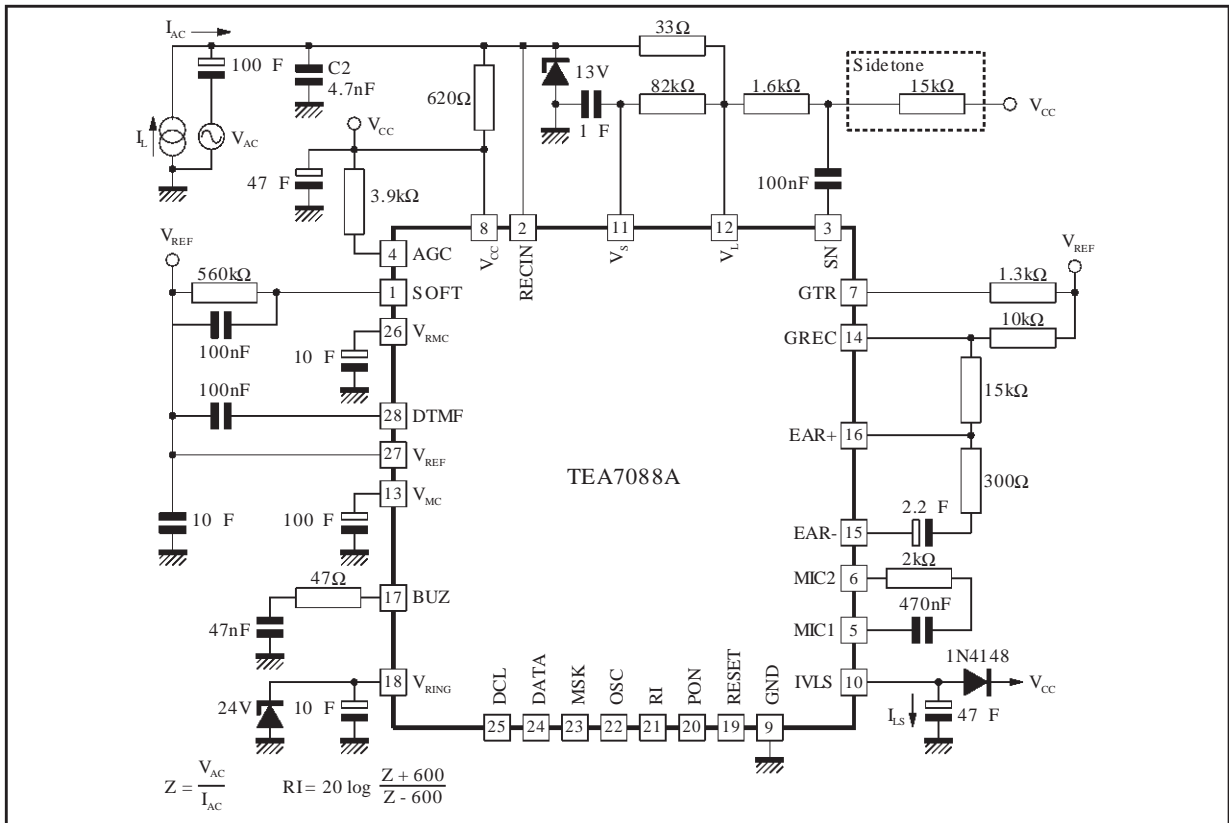 I_AC
100 F
C2
4.7nF
620Ω
13V
1 F
33Ω
82kΩ
1.6kΩ
Sidetone
15kΩ
V_CC
I_L
V_AC
V_CC
47 F
3.9kΩ
100nF
8
2
11
12
3
V_CC
RECIN
V_S
V_L
SN
V_REF
560kΩ
100nF
4
AGC
1
SOFT
10 F
26
V_RMC
100nF
28
DTMF
27
V_REF
10 F
100 F
13
V_MC
47Ω
47nF
17
BUZ
24V
10 F
18
V_RING
TEA7088A
V_REF
GTR
7
1.3kΩ
GREC
14
10kΩ
15kΩ
EAR+
16
300Ω
2.2 F
EAR-
15
2kΩ
MIC2
6
470nF
MIC1
5
1N4148
IVLS
10
V_CC
I_LS
47 F
DCL
DATA
MSK
OSC
RI
PON
RESET
GND
25
24
23
22
21
20
19
9
Z = V_AC / I_AC
RI = 20 log Z + 600 / Z - 600